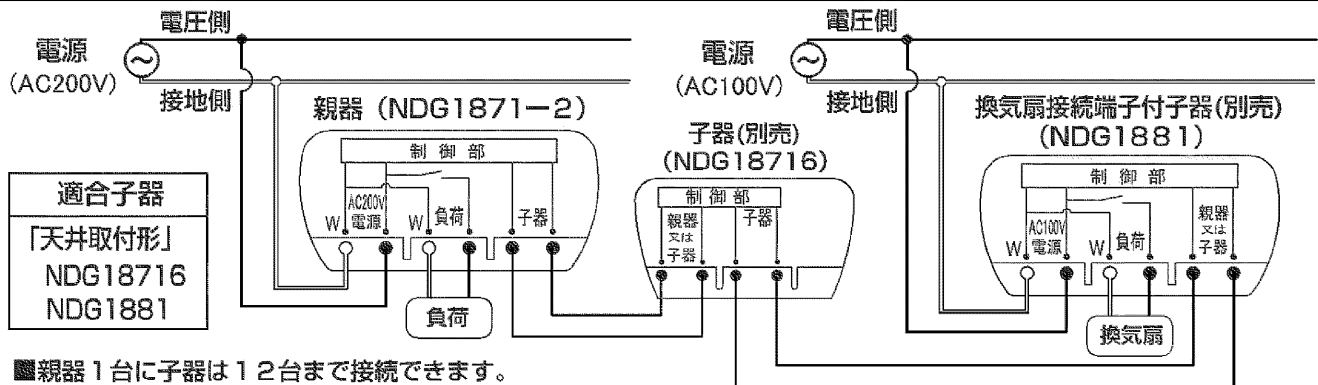 電圧側
電源
(AC200V)
接地側
親器 (NDG1871−2)
制御部
W
AC200V
電源
W
負荷
子器
負荷
適合子器
「天井取付形」
NDG18716
NDG1881
子器(別売)
(NDG18716)
制御部
親器
又は
子器
子器
電圧側
電源
(AC100V)
接地側
換気扇接続端子付子器(別売)
(NDG1881)
制御部
W
AC100V
電源
W
負荷
親器
又は
子器
換気扇
■親器1台に子器は12台まで接続できます。